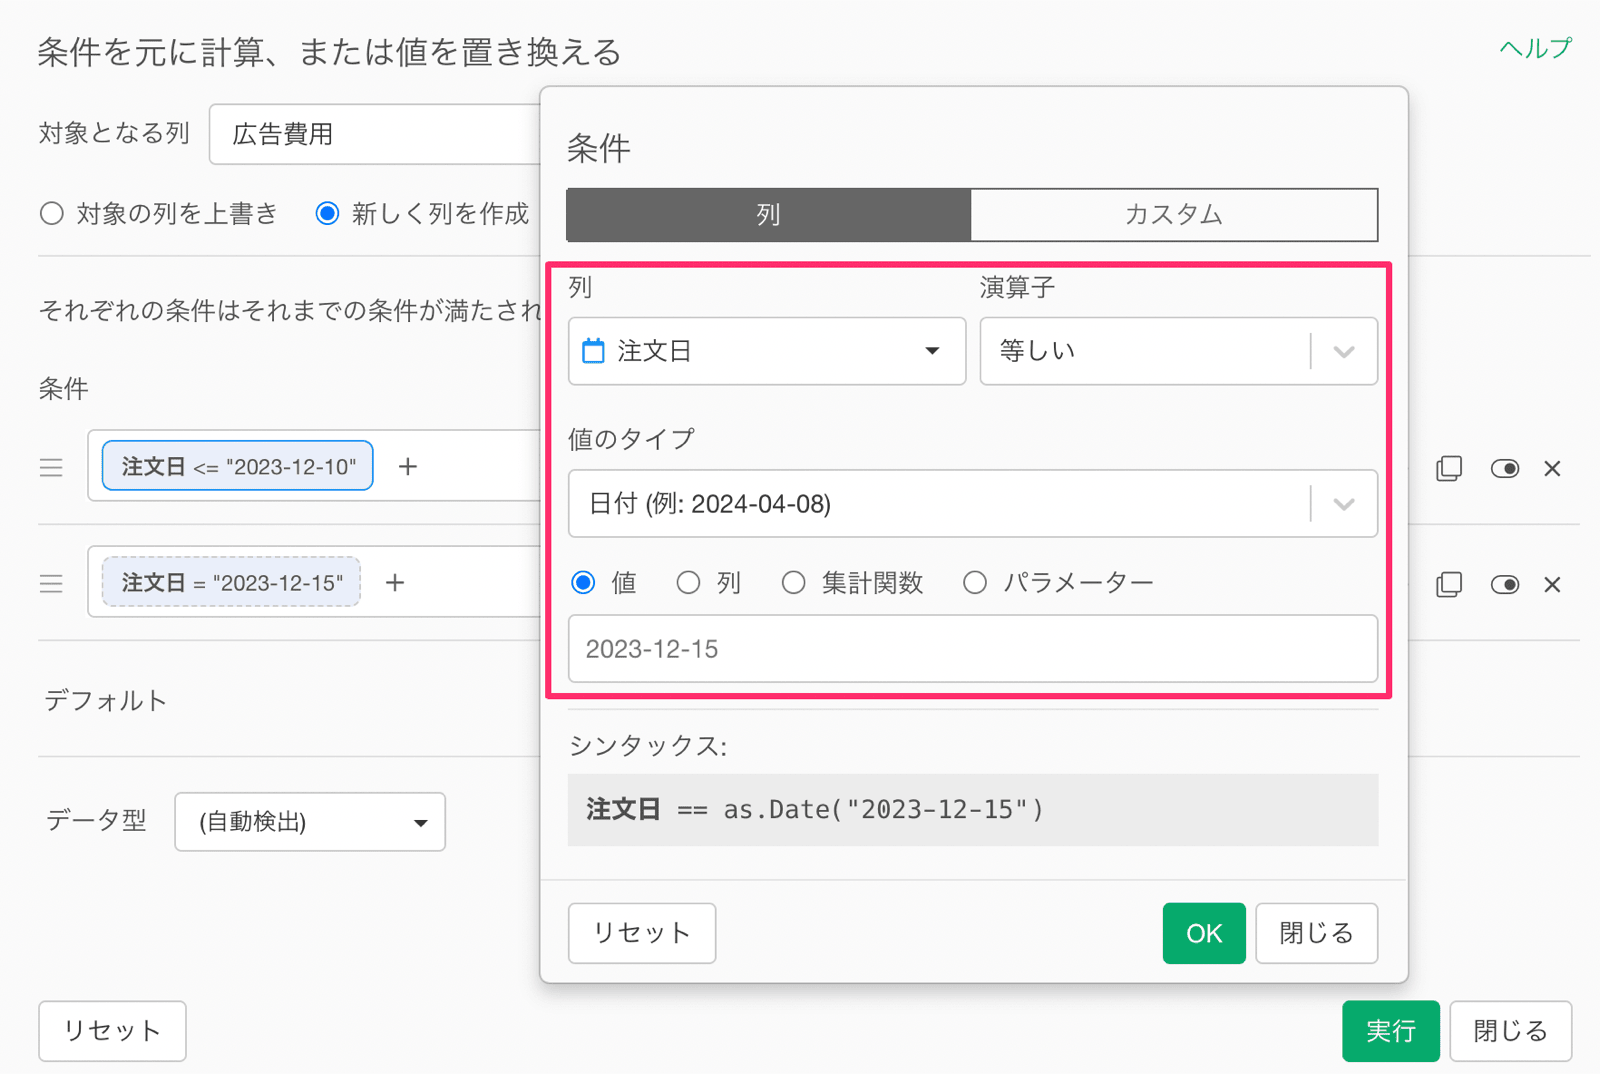 条件を元に計算、または値を置き換える
ヘルプ
対象となる列
広告費用
対象の列を上書き
新しく列を作成
それぞれの条件はそれまでの条件が満たされ
条件
注文日 <= "2023-12-10"
+
注文日 = "2023-12-15"
+
デフォルト
データ型
(自動検出)
リセット
実行
閉じる
条件
列
カスタム
列
演算子
注文日
等しい
値のタイプ
日付 (例: 2024-04-08)
値
列
集計関数
パラメーター
2023-12-15
シンタックス:
注文日 == as.Date("2023-12-15")
リセット
OK
閉じる